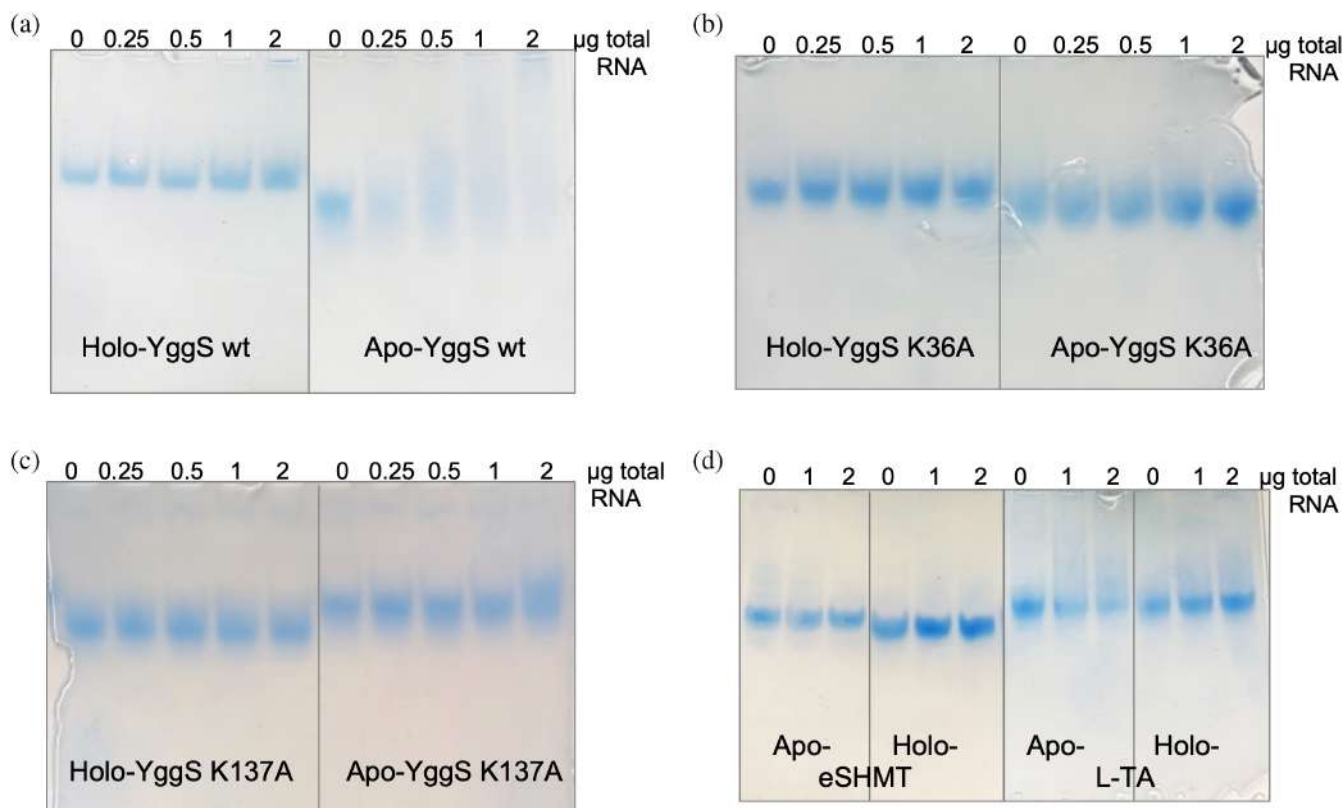 (a)
0 0.25 0.5 1 2 0 0.25 0.5 1 2 µg total
RNA
Holo-YggS wt Apo-YggS wt
(b)
0 0.25 0.5 1 2 0 0.25 0.5 1 2 µg total
RNA
Holo-YggS K36A Apo-YggS K36A
(c)
0 0.25 0.5 1 2 0 0.25 0.5 1 2 µg total
RNA
Holo-YggS K137A Apo-YggS K137A
(d)
0 1 2 0 1 2 0 1 2 0 1 2 µg total
RNA
Apo- Holo- Apo- Holo-
eSHMT L-TA